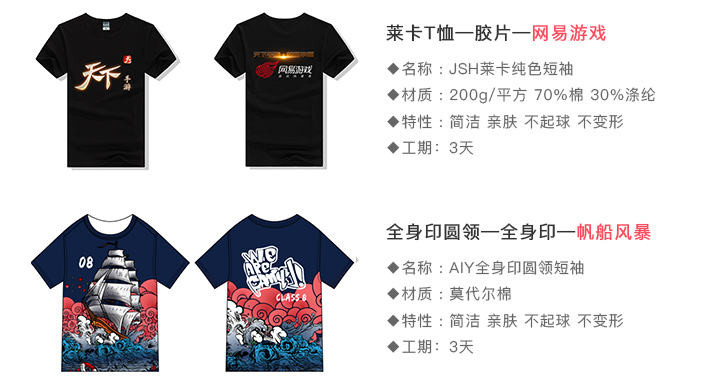 莱卡T恤—胶片—网易游戏
◆名称：JSH莱卡纯色短袖
◆材质：200g/平方 70%棉 30%涤纶
◆特性：简洁 亲肤 不起球 不变形
◆工期：3天
天下
手游
网易游戏
全身印圆领—全身印—帆船风暴
◆名称：AIY全身印圆领短袖
◆材质：莫代尔棉
◆特性：简洁 亲肤 不起球 不变形
◆工期：3天
08
WE
ARE
FAMILY!
CLASS 8